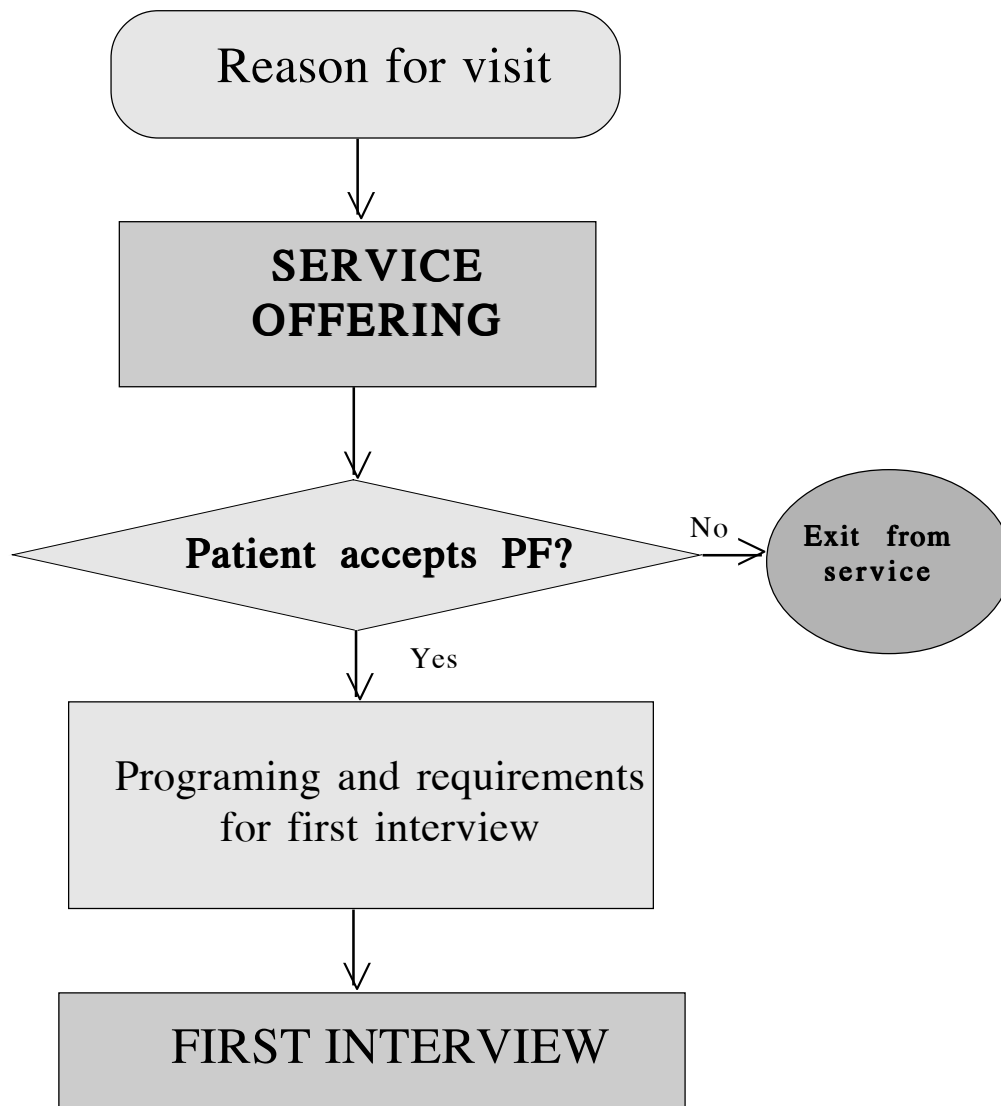 Reason for visit
SERVICE
OFFERING
Patient accepts PF?
No
Exit from
service
Yes
Programing and requirements
for first interview
FIRST INTERVIEW